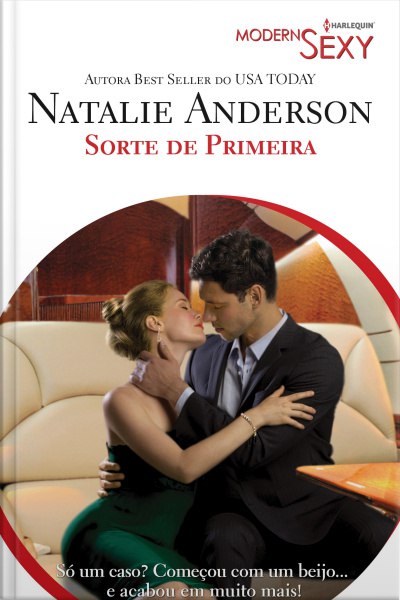 HARLEQUIN®
MODERN SEXY
AUTORA BEST SELLER DO USA TODAY
NATALIE ANDERSON
SORTE DE PRIMEIRA
Só um caso? Começou com um beijo...
e acabou em muito mais!